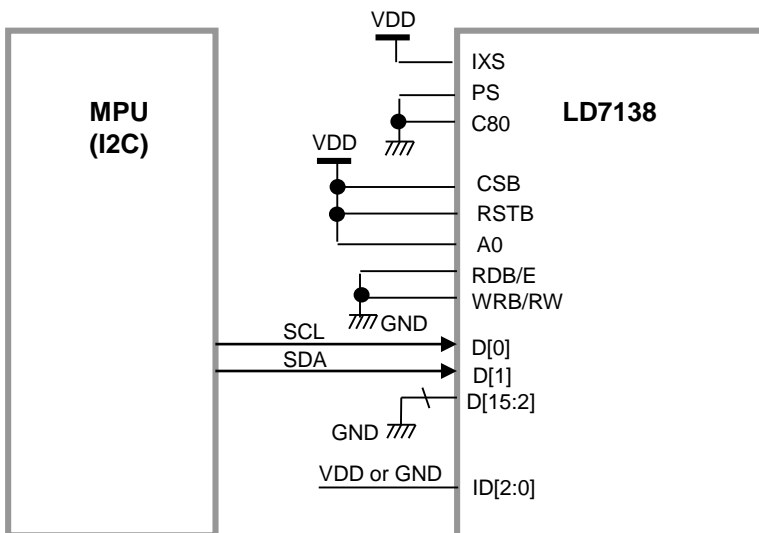 VDD
IXS
PS
C80
MPU
(I2C)
LD7138
VDD
CSB
RSTB
A0
RDB/E
WRB/RW
GND
SCL
D[0]
SDA
D[1]
D[15:2]
GND
VDD or GND
ID[2:0]